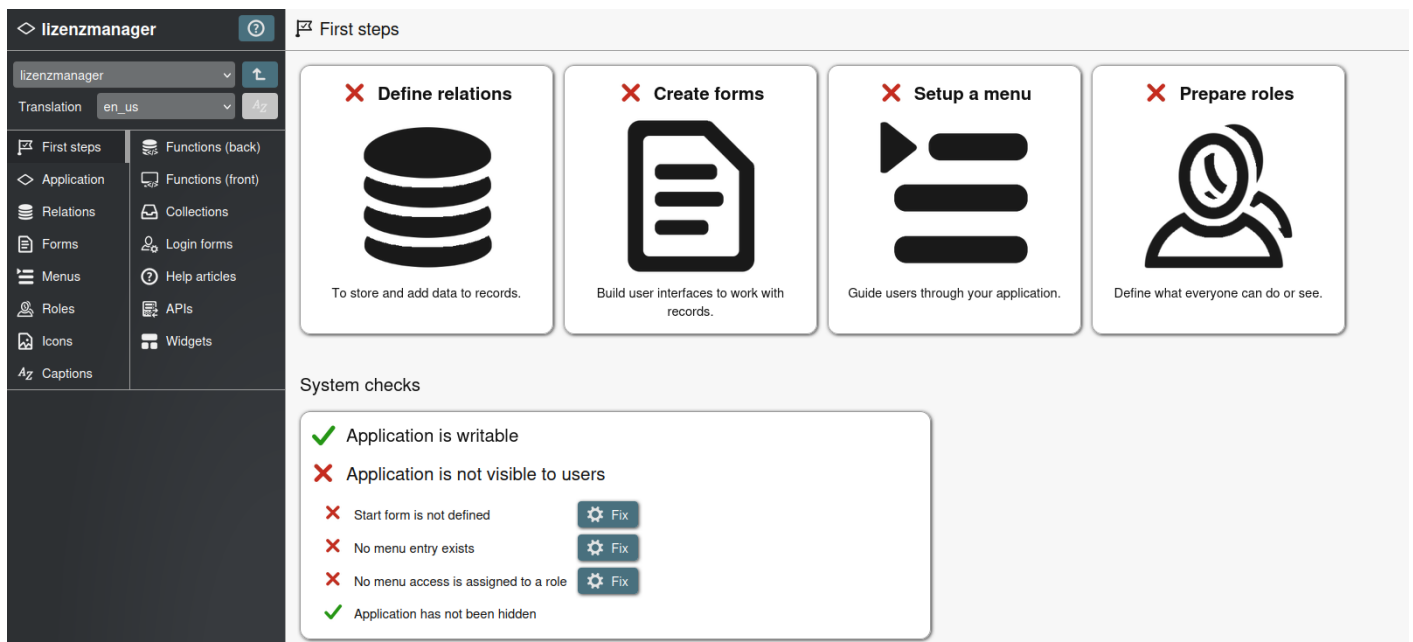 lizenzmanager
lizenzmanager
Translation en_us
First steps
Application
Relations
Forms
Menus
Roles
Icons
Captions
Functions (back)
Functions (front)
Collections
Login forms
Help articles
APIs
Widgets
First steps
Define relations
To store and add data to records.
Create forms
Build user interfaces to work with
records.
Setup a menu
Guide users through your application.
Prepare roles
Define what everyone can do or see.
System checks
Application is writable
Application is not visible to users
Start form is not defined Fix
No menu entry exists Fix
No menu access is assigned to a role Fix
Application has not been hidden